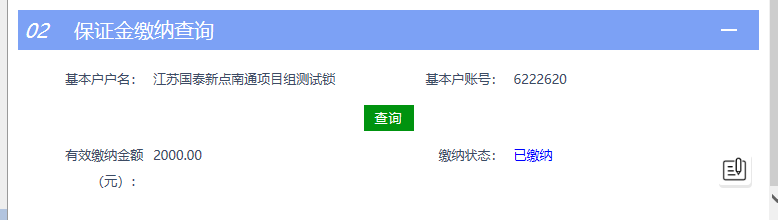 02 保证金缴纳查询
基本户户名： 江苏国泰新点南通项目组测试锁 基本户账号： 6222620
查询
有效缴纳金额 2000.00 缴纳状态： 已缴纳
（元）：